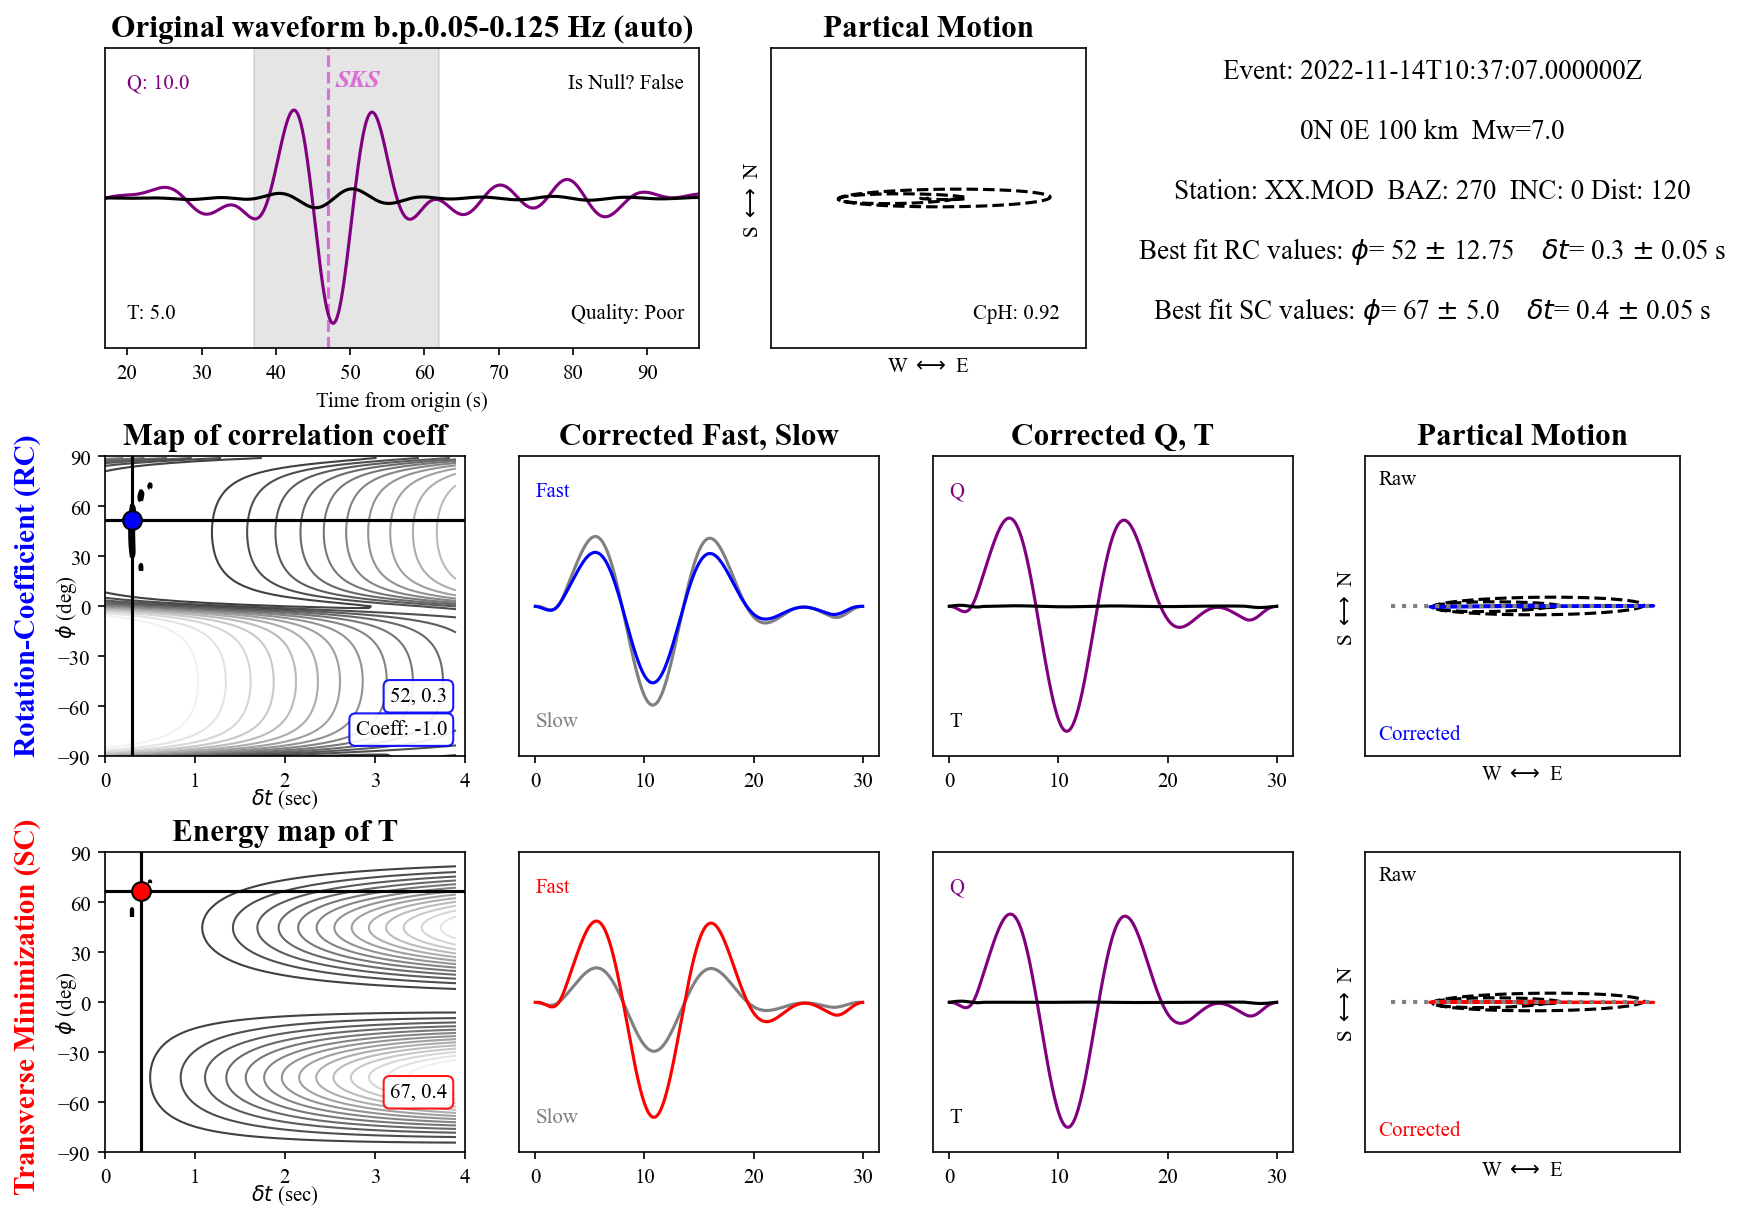 Original waveform b.p.0.05-0.125 Hz (auto)
Q: 10.0
SKS
Is Null? False
T: 5.0
Quality: Poor
20 30 40 50 60 70 80 90
Time from origin (s)
Partical Motion
S ⟷ N
CpH: 0.92
W ⟷ E
Event: 2022-11-14T10:37:07.000000Z
0N 0E 100 km Mw=7.0
Station: XX.MOD BAZ: 270 INC: 0 Dist: 120
Best fit RC values: ϕ= 52 ± 12.75 δt= 0.3 ± 0.05 s
Best fit SC values: ϕ= 67 ± 5.0 δt= 0.4 ± 0.05 s
Rotation-Coefficient (RC)
Map of correlation coeff
90
60
30
0
−30
−60
−90
ϕ (deg)
52, 0.3
Coeff: -1.0
0 1 2 3 4
δt (sec)
Corrected Fast, Slow
Fast
Slow
0 10 20 30
Corrected Q, T
Q
T
0 10 20 30
Partical Motion
Raw
S ⟷ N
Corrected
W ⟷ E
Transverse Minimization (SC)
Energy map of T
90
60
30
0
−30
−60
−90
ϕ (deg)
67, 0.4
0 1 2 3 4
δt (sec)
Fast
Slow
0 10 20 30
Q
T
0 10 20 30
Raw
S ⟷ N
Corrected
W ⟷ E